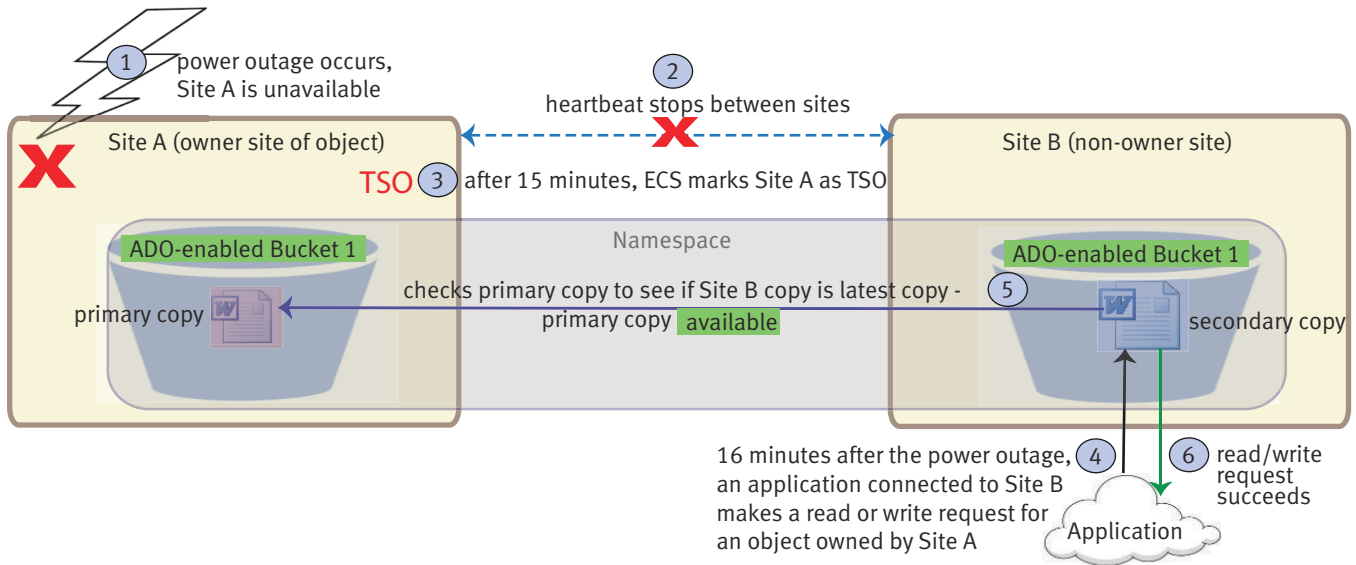 1
power outage occurs,
Site A is unavailable
2
heartbeat stops between sites
Site A (owner site of object)
Site B (non-owner site)
TSO
3
after 15 minutes, ECS marks Site A as TSO
Namespace
ADO-enabled Bucket 1
ADO-enabled Bucket 1
checks primary copy to see if Site B copy is latest copy -
primary copy available
5
primary copy
W
W
secondary copy
16 minutes after the power outage,
an application connected to Site B
makes a read or write request for
an object owned by Site A
4
6
read/write
request
succeeds
Application